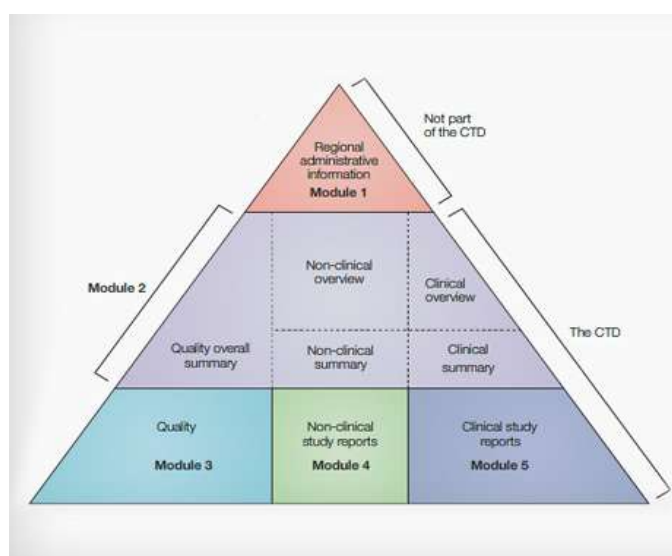 Not part
of the CTD
Regional
administrative
information
Module 1
Module 2
Non-clinical
overview
Clinical
overview
The CTD
Quality overall
summary
Non-clinical
summary
Clinical
summary
Quality
Module 3
Non-clinical
study reports
Module 4
Clinical study
reports
Module 5